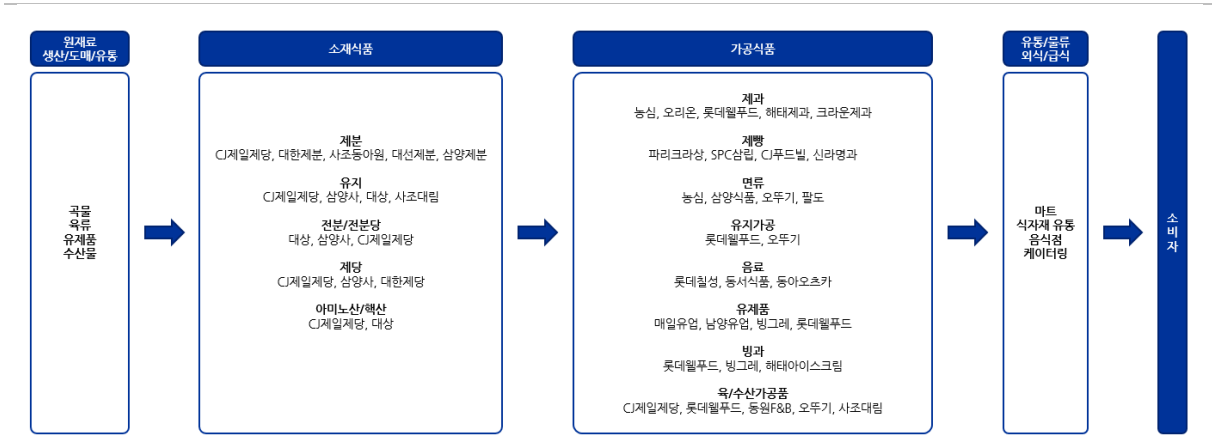 원재료
생산/도매/유통
곡물
육류
유제품
수산물
소재식품
제분
CJ제일제당, 대한제분, 사조동아원, 대선제분, 삼양제분
유지
CJ제일제당, 삼양사, 대상, 사조대림
전분/전분당
대상, 삼양사, CJ제일제당
제당
CJ제일제당, 삼양사, 대한제당
아미노산/핵산
CJ제일제당, 대상
가공식품
제과
농심, 오리온, 롯데웰푸드, 해태제과, 크라운제과
제빵
파리크라상, SPC삼립, CJ푸드빌, 신라명과
면류
농심, 삼양식품, 오뚜기, 팔도
유지가공
롯데웰푸드, 오뚜기
음료
롯데칠성, 동서식품, 동아오츠카
유제품
매일유업, 남양유업, 빙그레, 롯데웰푸드
빙과
롯데웰푸드, 빙그레, 해태아이스크림
육/수산가공품
CJ제일제당, 롯데웰푸드, 동원F&B, 오뚜기, 사조대림
유통/물류
외식/급식
마트
식자재 유통
음식점
케이터링
소
비
자